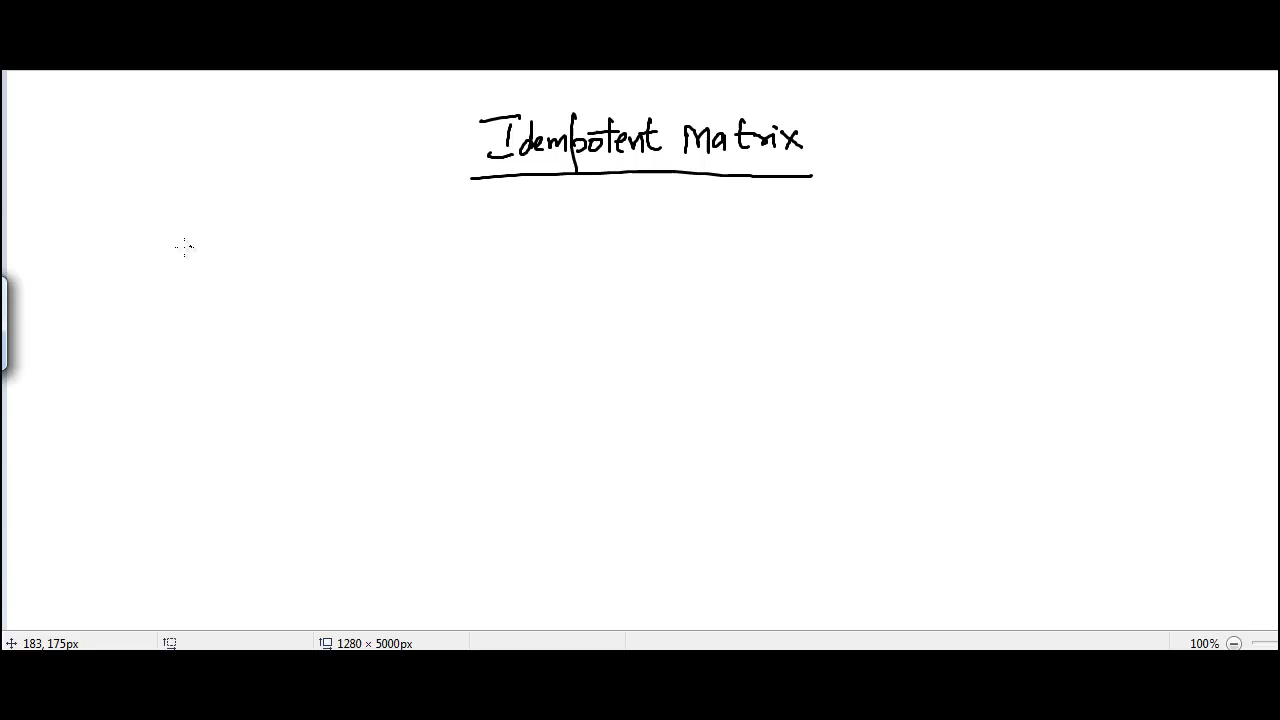 Idempotent Matrix
183, 175px
1280 × 5000px
100%